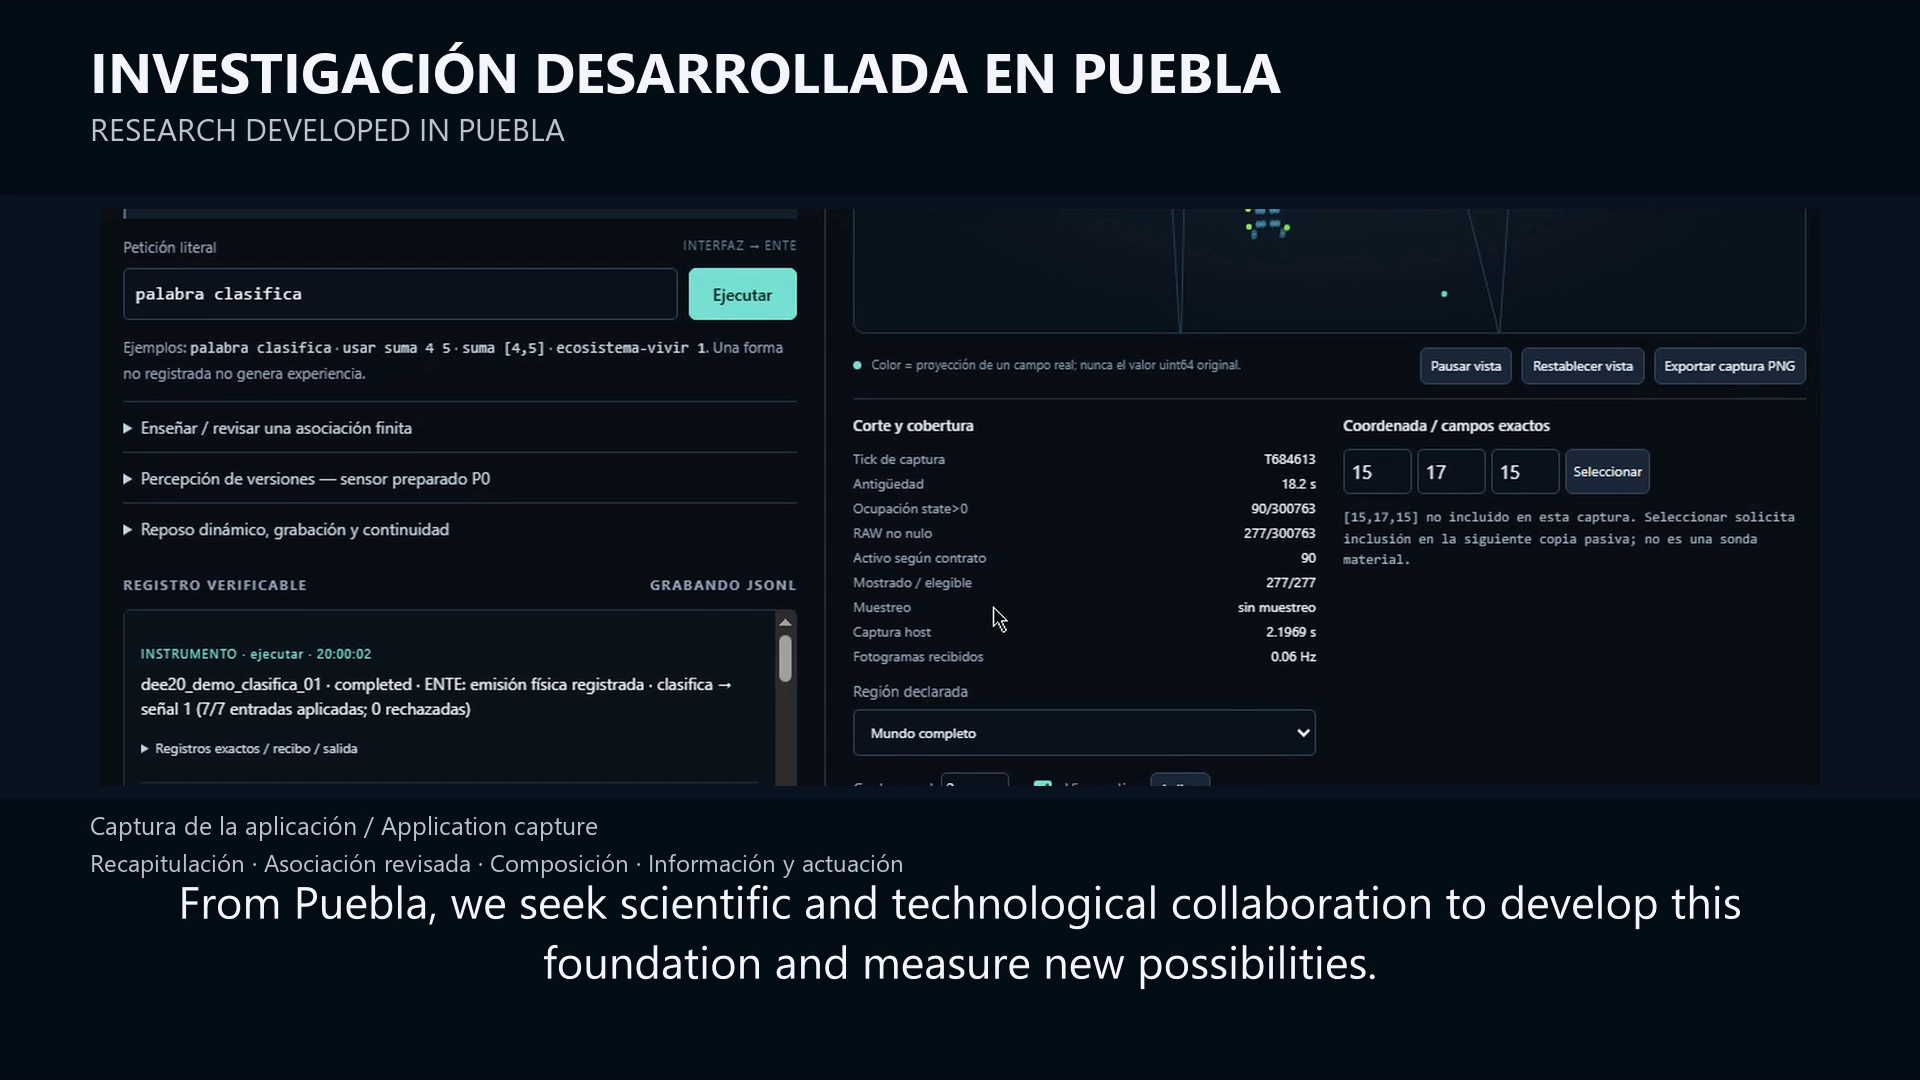 INVESTIGACIÓN DESARROLLADA EN PUEBLA
RESEARCH DEVELOPED IN PUEBLA
Petición literal
INTERFAZ → ENTE
palabra clasifica
Ejecutar
Ejemplos: palabra clasifica · usar suma 4 5 · suma [4,5] · ecosistema-vivir 1. Una forma
no registrada no genera experiencia.
▶ Enseñar / revisar una asociación finita
▶ Percepción de versiones — sensor preparado P0
▶ Reposo dinámico, grabación y continuidad
REGISTRO VERIFICABLE
GRABANDO JSONL
INSTRUMENTO · ejecutar · 20:00:02
dee20_demo_clasifica_01 · completed · ENTE: emisión física registrada · clasifica →
señal 1 (7/7 entradas aplicadas; 0 rechazadas)
▶ Registros exactos / recibo / salida
Color = proyección de un campo real; nunca el valor uint64 original.
Pausar vista
Restablecer vista
Exportar captura PNG
Corte y cobertura
Tick de captura T684613
Antigüedad 18.2 s
Ocupación state>0 90/300763
RAW no nulo 277/300763
Activo según contrato 90
Mostrado / elegible 277/277
Muestreo sin muestreo
Captura host 2.1969 s
Fotogramas recibidos 0.06 Hz
Región declarada
Mundo completo
Coordenada / campos exactos
15 17 15 Seleccionar
[15,17,15] no incluido en esta captura. Seleccionar solicita
inclusión en la siguiente copia pasiva; no es una sonda
material.
Captura de la aplicación / Application capture
Recapitulación · Asociación revisada · Composición · Información y actuación
From Puebla, we seek scientific and technological collaboration to develop this
foundation and measure new possibilities.